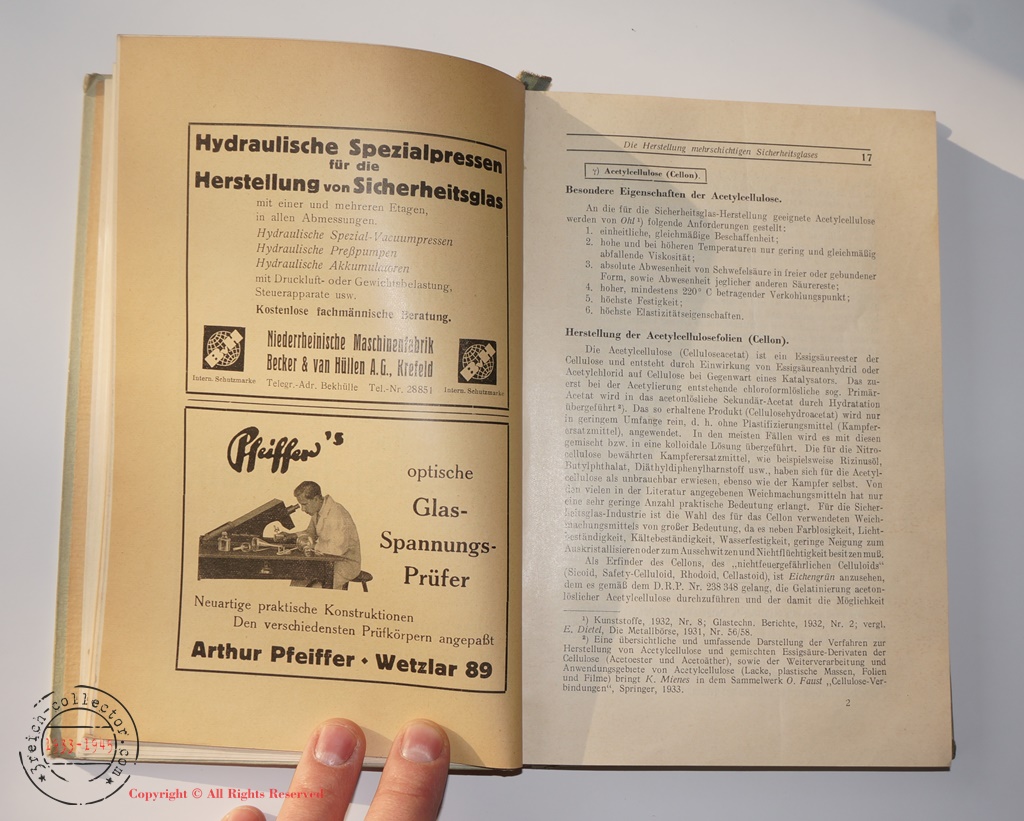 Hydraulische Spezialpressen
für die
Herstellung von Sicherheitsglas
mit einer und mehreren Etagen,
in allen Abmessungen.
Hydraulische Spezial-Vacuumpressen
Hydraulische Preßpumpen
Hydraulische Akkumulatoren
mit Druckluft- oder Gewichtsbelastung,
Steuerapparate usw.
Kostenlose fachmännische Beratung.
Niederrheinische Maschinenfabrik
Becker & van Hüllen A.G., Krefeld
Intern. Schutzmarke
Telegr.-Adr. Bekhülle Tel.-Nr. 28851
Intern. Schutzmarke
Pfeiffer's
optische
Glas-
Spannungs-
Prüfer
Neuartige praktische Konstruktionen
Den verschiedensten Prüfkörpern angepaßt
Arthur Pfeiffer • Wetzlar 89
Die Herstellung mehrschichtigen Sicherheitsglases 17
γ) Acetylcellulose (Cellon).
Besondere Eigenschaften der Acetylcellulose.
An die für die Sicherheitsglas-Herstellung geeignete Acetylcellulose
werden von Ohl ¹) folgende Anforderungen gestellt:
1. einheitliche, gleichmäßige Beschaffenheit;
2. hohe und bei höheren Temperaturen nur gering und gleichmäßig
abfallende Viskosität;
3. absolute Abwesenheit von Schwefelsäure in freier oder gebundener
Form, sowie Abwesenheit jeglicher anderen Säurereste;
4. hoher, mindestens 220° C betragender Verkohlungspunkt;
5. höchste Festigkeit;
6. höchste Elastizitätseigenschaften.
Herstellung der Acetylcellulosefolien (Cellon).
Die Acetylcellulose (Celluloseacetat) ist ein Essigsäureester der
Cellulose und entsteht durch Einwirkung von Essigsäureanhydrid oder
Acetylchlorid auf Cellulose bei Gegenwart eines Katalysators. Das zu-
erst bei der Acetylierung entstehende chloroformlösliche sog. Primär-
Acetat wird in das acetonlösliche Sekundär-Acetat durch Hydratation
übergeführt ²). Das so erhaltene Produkt (Cellulosehydroacetat) wird nur
in geringem Umfange rein, d. h. ohne Plastifizierungsmittel (Kampfer-
ersatzmittel), angewendet. In den meisten Fällen wird es mit diesen
gemischt bzw. in eine kolloidale Lösung übergeführt. Die für die Nitro-
cellulose bewährten Kampferersatzmittel, wie beispielsweise Rizinusöl,
Butylphthalat, Diäthyldiphenylharnstoff usw., haben sich für die Acetyl-
cellulose als unbrauchbar erwiesen, ebenso wie der Kampfer selbst. Von
den vielen in der Literatur angegebenen Weichmachungsmitteln hat nur
eine sehr geringe Anzahl praktische Bedeutung erlangt. Für die Sicher-
heitsglas-Industrie ist die Wahl des für das Cellon verwendeten Weich-
machungsmittels von großer Bedeutung, da es neben Farblosigkeit, Licht-
beständigkeit, Kältebeständigkeit, Wasserfestigkeit, geringe Neigung zum
Auskristallisieren oder zum Ausschwitzen und Nichtflüchtigkeit besitzen muß.
Als Erfinder des Cellons, des „nichtfeuergefährlichen Celluloids"
(Sicoid, Safety-Celluloid, Rhodoid, Cellastoid), ist Eichengrün anzusehen,
dem es gemäß dem D.R.P. Nr. 238 348 gelang, die Gelatinierung aceton-
löslicher Acetylcellulose durchzuführen und der damit die Möglichkeit
¹) Kunststoffe, 1932, Nr. 8; Glastechn. Berichte, 1932, Nr. 2; vergl.
E. Dietel, Die Metallbörse, 1931, Nr. 56/58.
²) Eine übersichtliche und umfassende Darstellung der Verfahren zur
Herstellung von Acetylcellulose und gemischten Essigsäure-Derivaten der
Cellulose (Acetoester und Acetoäther), sowie der Weiterverarbeitung und
Anwendungsgebiete von Acetylcellulose (Lacke, plastische Massen, Folien
und Filme) bringt K. Mienes in dem Sammelwerk O. Faust „Cellulose-Ver-
bindungen", Springer, 1933.
2
3reich-collector.com
1933-1945
Copyright © All Rights Reserved